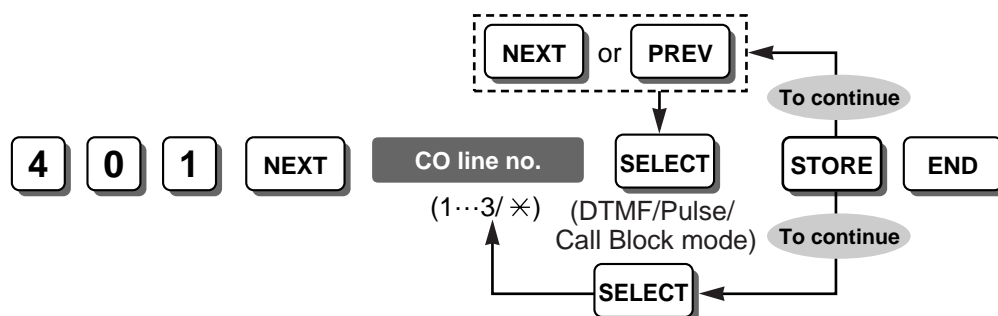 NEXT or PREV
To continue
4 0 1 NEXT CO line no. SELECT STORE END
(1···3/ ✳) (DTMF/Pulse/
Call Block mode)
To continue
SELECT